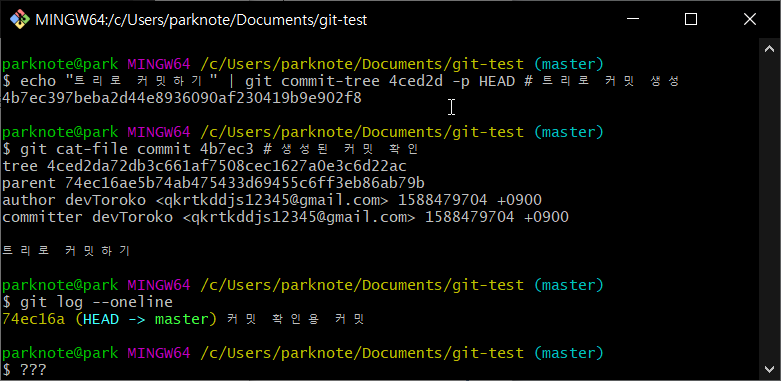 MINGW64:/c/Users/parknote/Documents/git-test
parknote@park MINGW64 /c/Users/parknote/Documents/git-test (master)
$ echo "트리로 커밋하기" | git commit-tree 4ced2d -p HEAD # 트리로 커밋 생성
4b7ec397beba2d44e8936090af230419b9e902f8
parknote@park MINGW64 /c/Users/parknote/Documents/git-test (master)
$ git cat-file commit 4b7ec3 # 생성된 커밋 확인
tree 4ced2da72db3c661af7508cec1627a0e3c6d22ac
parent 74ec16ae5b74ab475433d69455c6ff3eb86ab79b
author devToroko <qkrtkddjs12345@gmail.com> 1588479704 +0900
committer devToroko <qkrtkddjs12345@gmail.com> 1588479704 +0900
트리로 커밋하기
parknote@park MINGW64 /c/Users/parknote/Documents/git-test (master)
$ git log --oneline
74ec16a (HEAD -> master) 커밋 확인용 커밋
parknote@park MINGW64 /c/Users/parknote/Documents/git-test (master)
$ ???